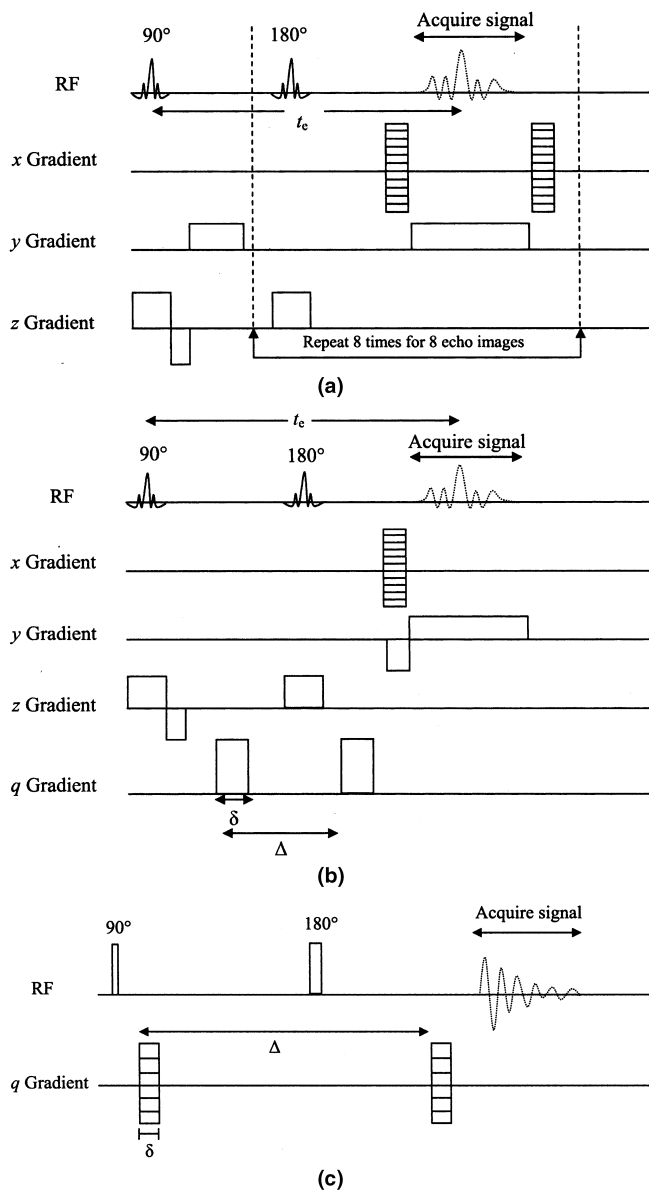 Acquire signal
90°
180°
RF
te
x Gradient
y Gradient
z Gradient
Repeat 8 times for 8 echo images
(a)
te
Acquire signal
90°
180°
RF
x Gradient
y Gradient
z Gradient
q Gradient
δ
Δ
(b)
Acquire signal
90°
180°
RF
Δ
q Gradient
δ
(c)